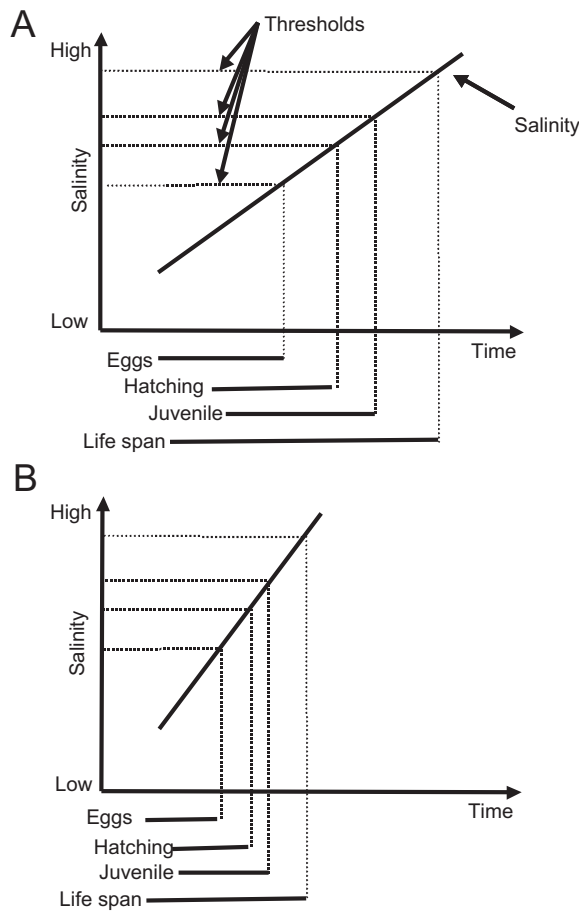 A
High
Thresholds
Salinity
Salinity
Low
Time
Eggs
Hatching
Juvenile
Life span
B
High
Salinity
Low
Time
Eggs
Hatching
Juvenile
Life span